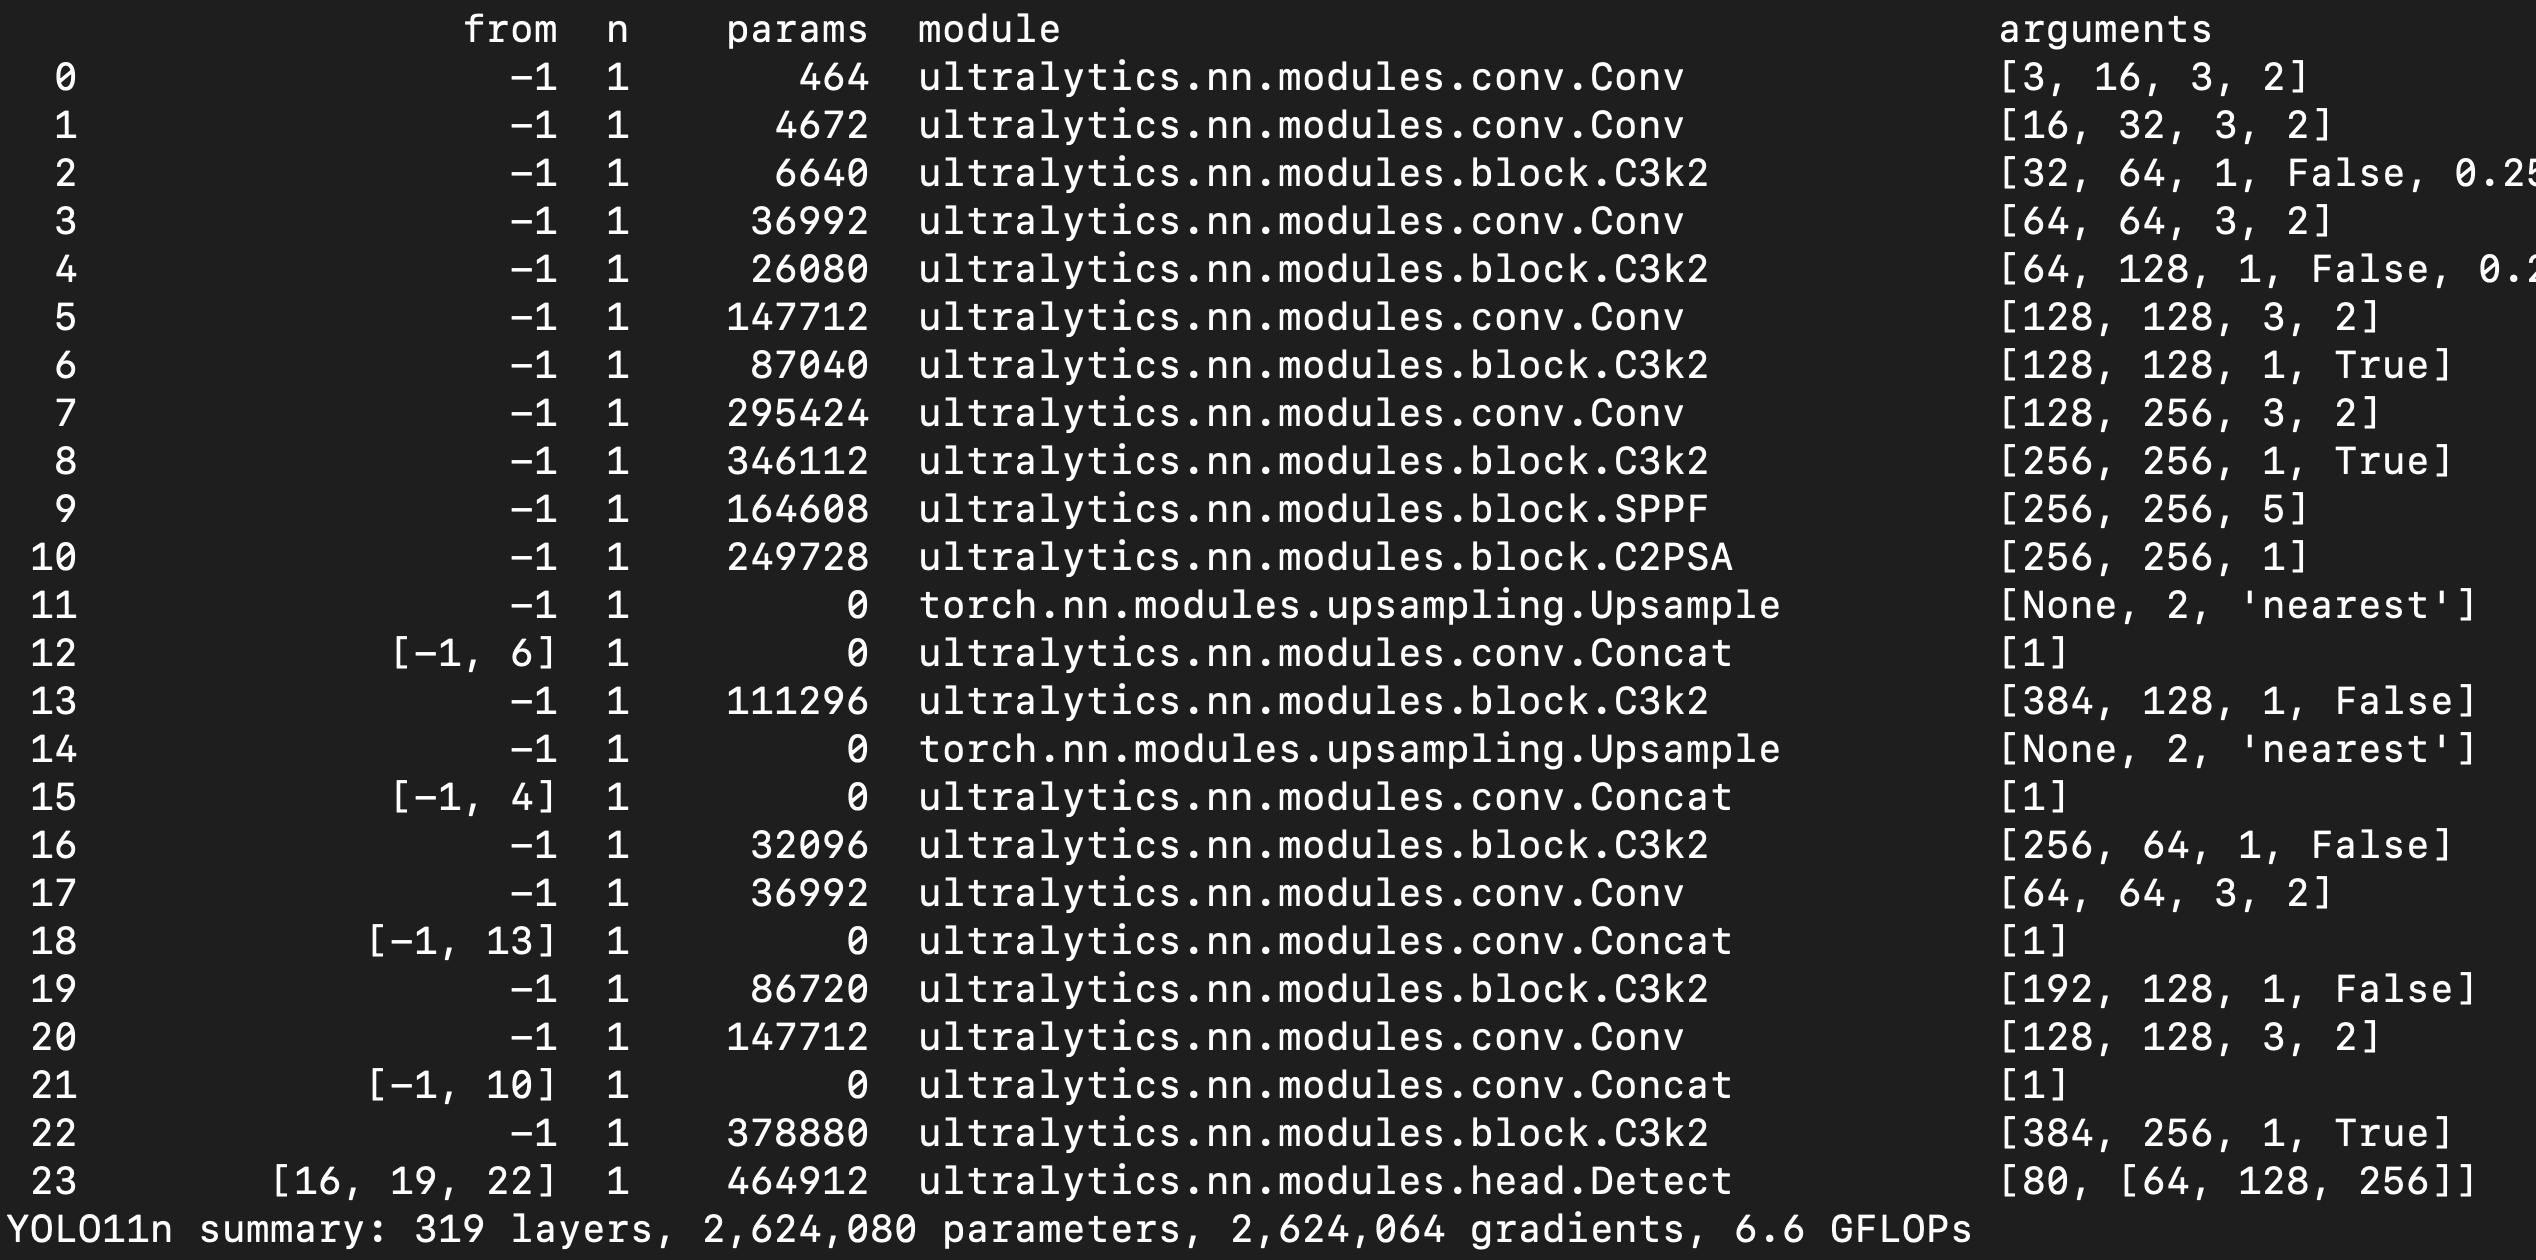 from n params module arguments
0 -1 1 464 ultralytics.nn.modules.conv.Conv [3, 16, 3, 2]
1 -1 1 4672 ultralytics.nn.modules.conv.Conv [16, 32, 3, 2]
2 -1 1 6640 ultralytics.nn.modules.block.C3k2 [32, 64, 1, False, 0.25
3 -1 1 36992 ultralytics.nn.modules.conv.Conv [64, 64, 3, 2]
4 -1 1 26080 ultralytics.nn.modules.block.C3k2 [64, 128, 1, False, 0.2
5 -1 1 147712 ultralytics.nn.modules.conv.Conv [128, 128, 3, 2]
6 -1 1 87040 ultralytics.nn.modules.block.C3k2 [128, 128, 1, True]
7 -1 1 295424 ultralytics.nn.modules.conv.Conv [128, 256, 3, 2]
8 -1 1 346112 ultralytics.nn.modules.block.C3k2 [256, 256, 1, True]
9 -1 1 164608 ultralytics.nn.modules.block.SPPF [256, 256, 5]
10 -1 1 249728 ultralytics.nn.modules.block.C2PSA [256, 256, 1]
11 -1 1 0 torch.nn.modules.upsampling.Upsample [None, 2, 'nearest']
12 [-1, 6] 1 0 ultralytics.nn.modules.conv.Concat [1]
13 -1 1 111296 ultralytics.nn.modules.block.C3k2 [384, 128, 1, False]
14 -1 1 0 torch.nn.modules.upsampling.Upsample [None, 2, 'nearest']
15 [-1, 4] 1 0 ultralytics.nn.modules.conv.Concat [1]
16 -1 1 32096 ultralytics.nn.modules.block.C3k2 [256, 64, 1, False]
17 -1 1 36992 ultralytics.nn.modules.conv.Conv [64, 64, 3, 2]
18 [-1, 13] 1 0 ultralytics.nn.modules.conv.Concat [1]
19 -1 1 86720 ultralytics.nn.modules.block.C3k2 [192, 128, 1, False]
20 -1 1 147712 ultralytics.nn.modules.conv.Conv [128, 128, 3, 2]
21 [-1, 10] 1 0 ultralytics.nn.modules.conv.Concat [1]
22 -1 1 378880 ultralytics.nn.modules.block.C3k2 [384, 256, 1, True]
23 [16, 19, 22] 1 464912 ultralytics.nn.modules.head.Detect [80, [64, 128, 256]]
YOLO11n summary: 319 layers, 2,624,080 parameters, 2,624,064 gradients, 6.6 GFLOPs